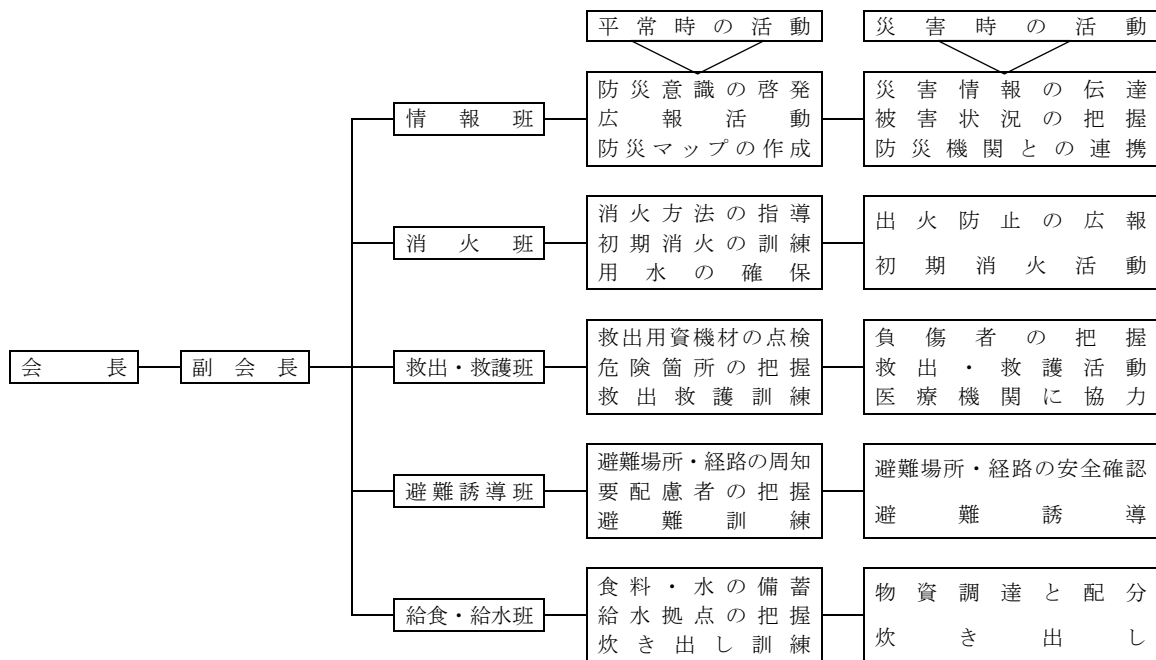 平常時の活動
災害時の活動
情報班
防災意識の啓発
広報活動
防災マップの作成
災害情報の伝達
被害状況の把握
防災機関との連携
消火班
消火方法の指導
初期消火の訓練
用水の確保
出火防止の広報
初期消火活動
会長
副会長
救出・救護班
救出用資機材の点検
危険箇所の把握
救出救護訓練
負傷者の把握
救出・救護活動
医療機関に協力
避難誘導班
避難場所・経路の周知
要配慮者の把握
避難訓練
避難場所・経路の安全確認
避難誘導
給食・給水班
食料・水の備蓄
給水拠点の把握
炊き出し訓練
物資調達と配分
炊き出し